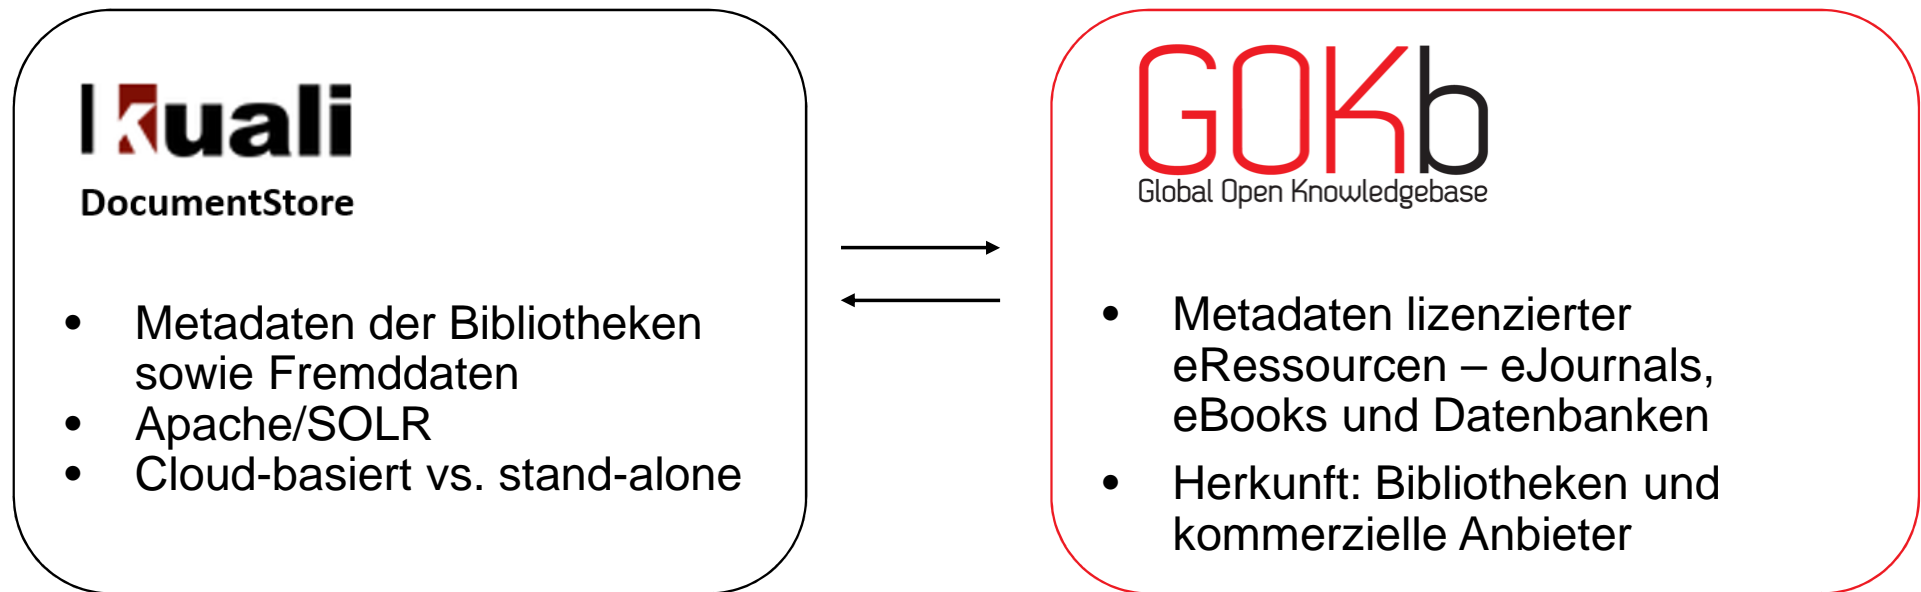 kuali
DocumentStore
• Metadaten der Bibliotheken
sowie Fremddaten
• Apache/SOLR
• Cloud-basiert vs. stand-alone
GOKb
Global Open Knowledgebase
• Metadaten lizenzierter
eRessourcen – eJournals,
eBooks und Datenbanken
• Herkunft: Bibliotheken und
kommerzielle Anbieter